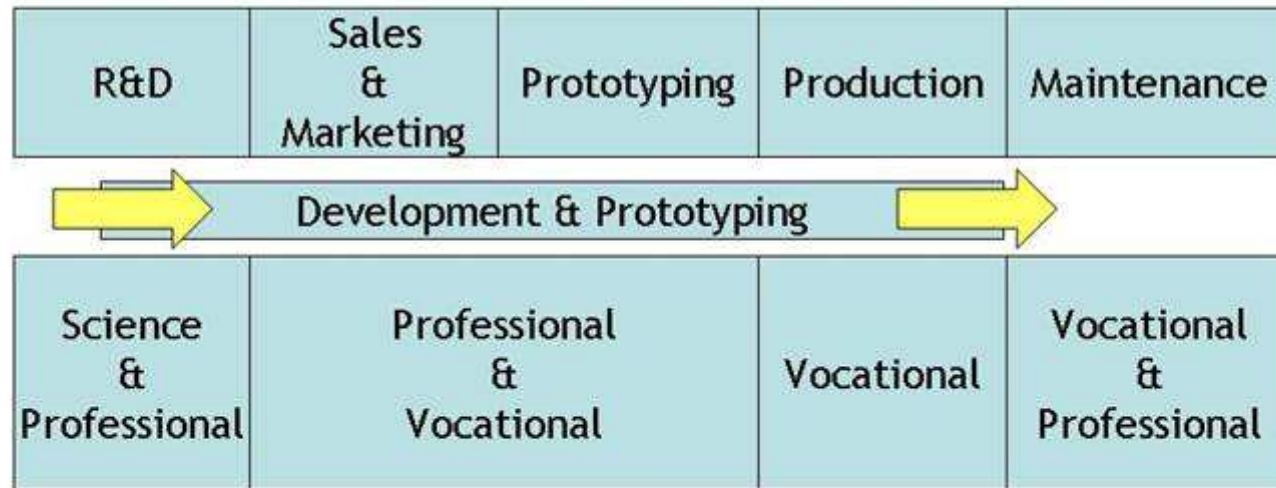 R&D
Sales
&
Marketing
Prototyping
Production
Maintenance
Development & Prototyping
Science
&
Professional
Professional
&
Vocational
Vocational
Vocational
&
Professional